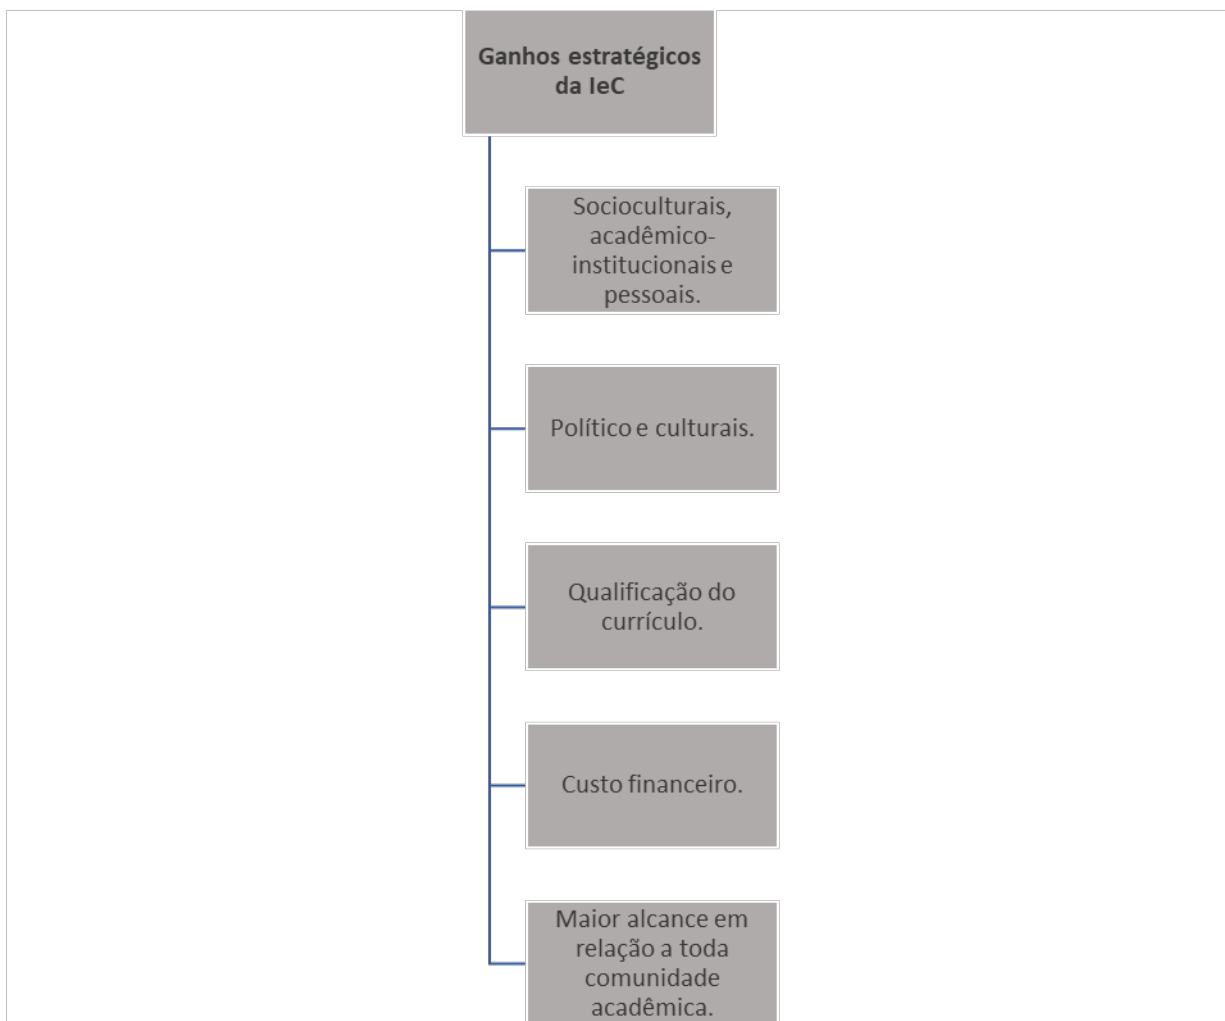 Ganhos estratégicos
da IeC
Socioculturais,
acadêmico-
institucionais e
pessoais.
Político e culturais.
Qualificação do
currículo.
Custo financeiro.
Maior alcance em
relação a toda
comunidade
acadêmica.